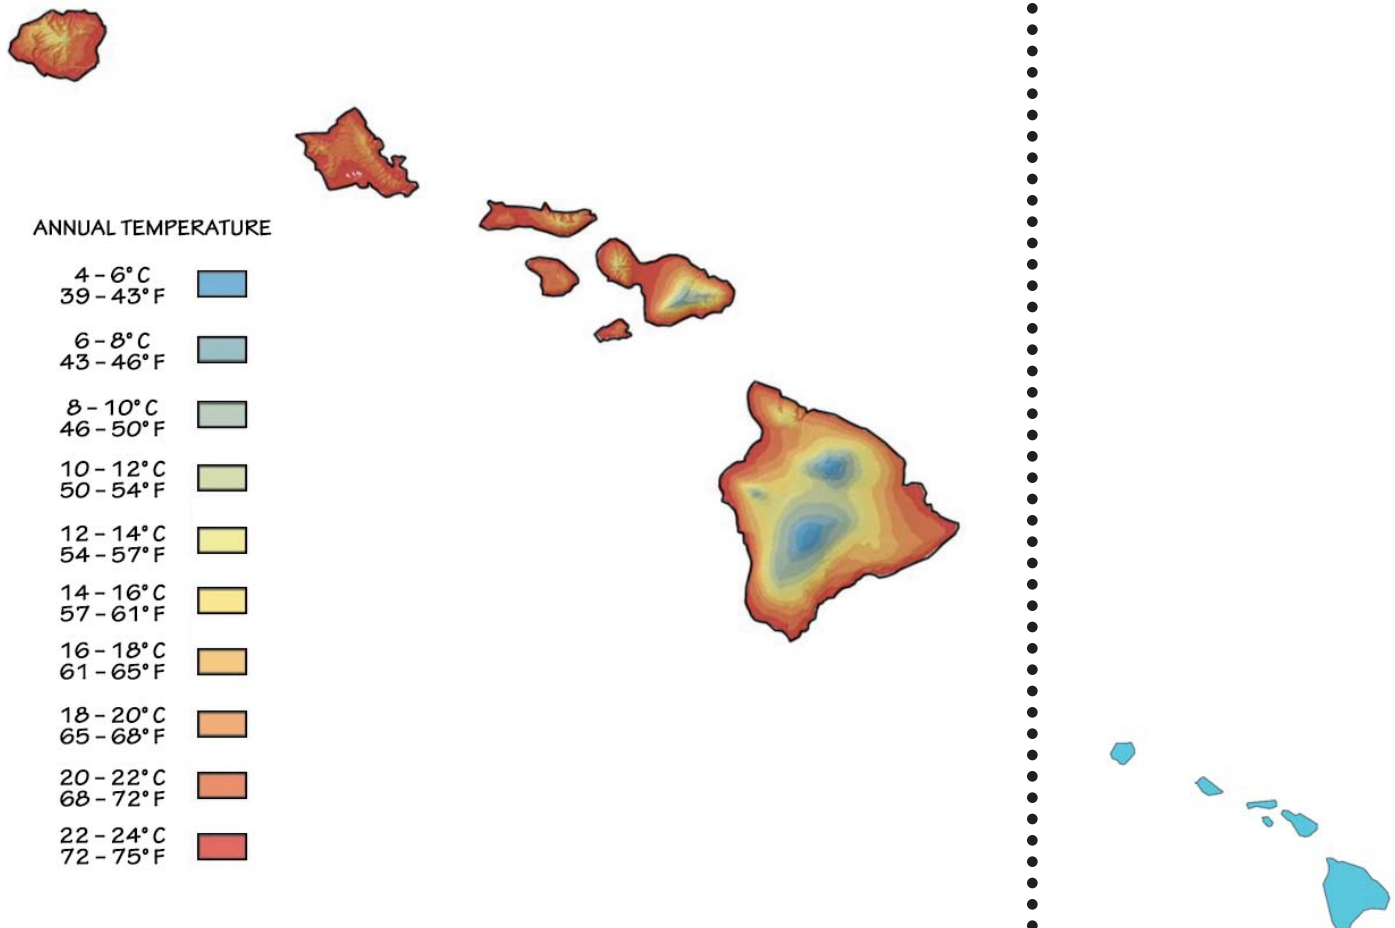 ANNUAL TEMPERATURE
4 – 6° C
39 – 43° F
6 – 8° C
43 – 46° F
8 – 10° C
46 – 50° F
10 – 12° C
50 – 54° F
12 – 14° C
54 – 57° F
14 – 16° C
57 – 61° F
16 – 18° C
61 – 65° F
18 – 20° C
65 – 68° F
20 – 22° C
68 – 72° F
22 – 24° C
72 – 75° F